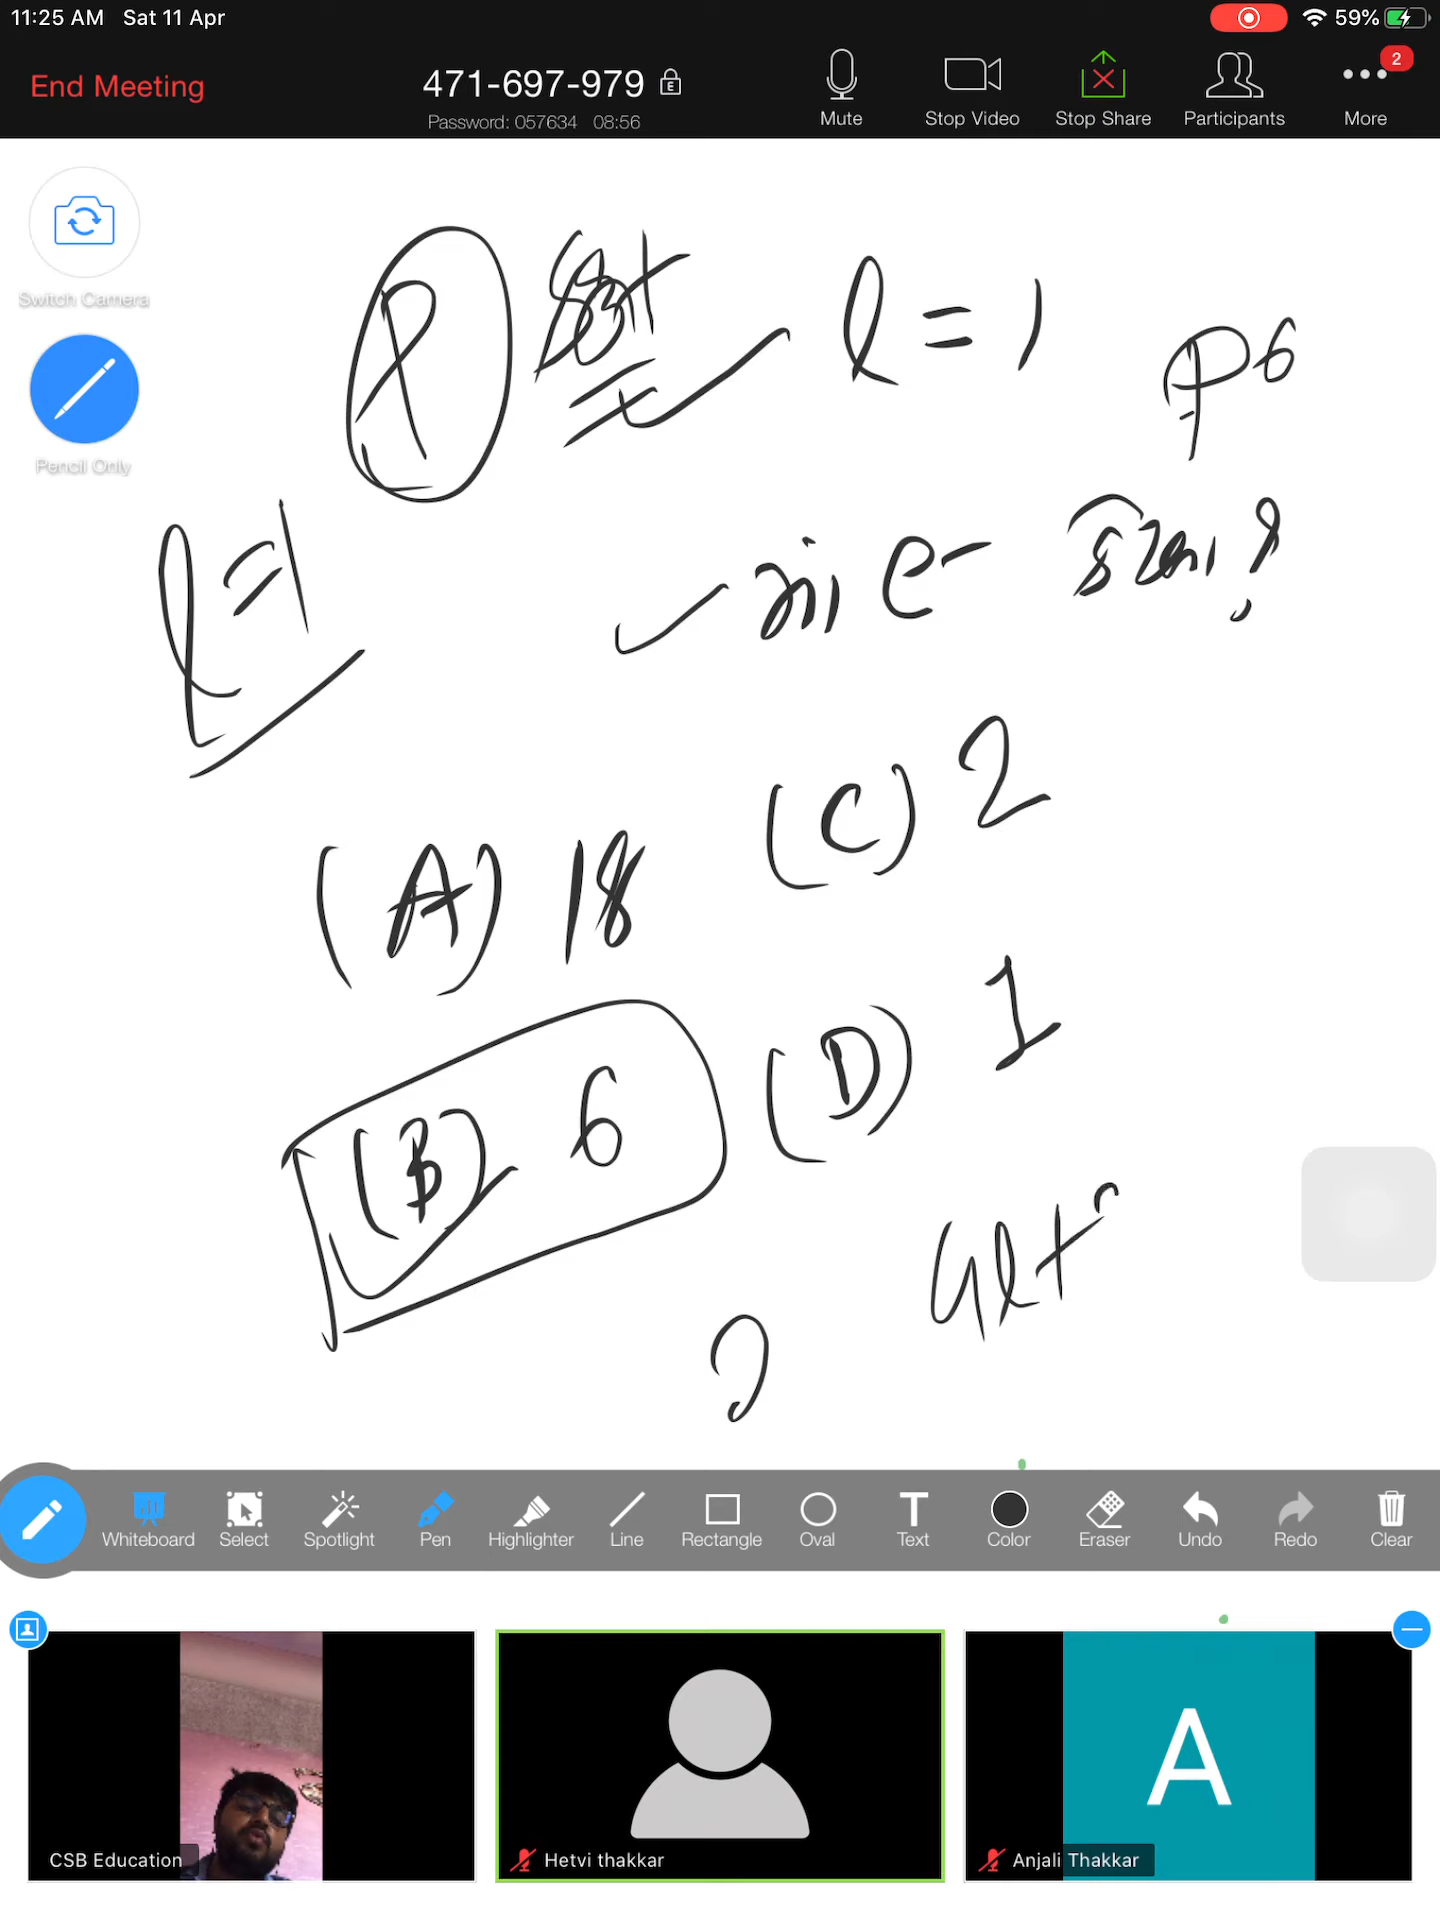 11:25 AM Sat 11 Apr
59%
End Meeting
471-697-979
Password: 057634 08:56
Mute
Stop Video
Stop Share
Participants
2
More
Switch Camera
Pencil Only
P
l = 1
p6
l=1
e-
(A) 18
(C) 2
(B) 6
(D) 1
Whiteboard
Select
Spotlight
Pen
Highlighter
Line
Rectangle
Oval
Text
Color
Eraser
Undo
Redo
Clear
CSB Education
Hetvi thakkar
A
Anjali Thakkar